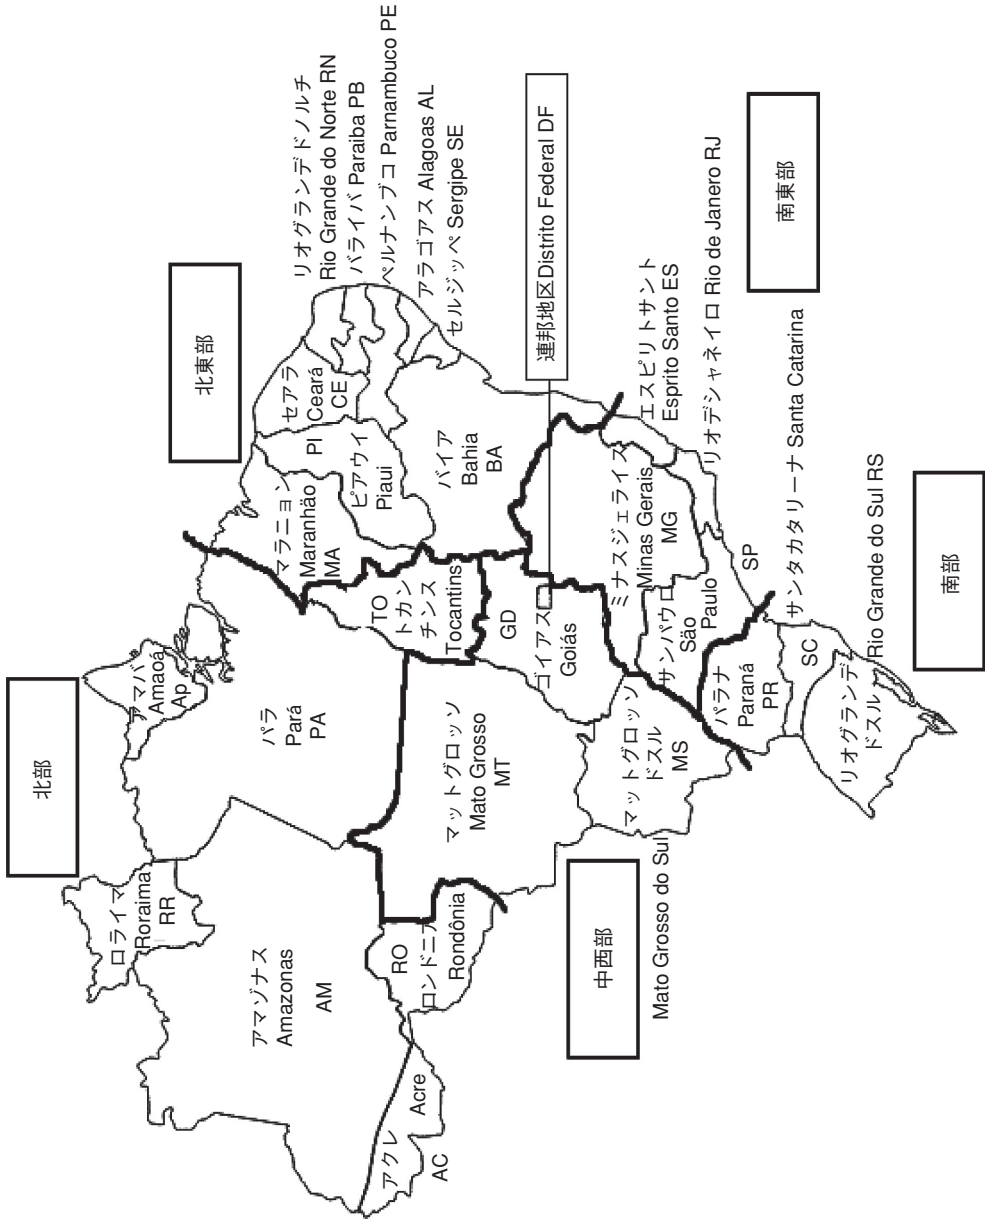 北部
ロライマ
Roraima
RR
アマパ
Amaoá
Ap
アマゾナス
Amazonas
AM
パラ
Pará
PA
アクレ
Acre
AC
RO
ロンドニア
Rondônia
TO
トカン
チンス
Tocantins
北東部
マラニョン
Maranhäo
MA
PI
ピアウイ
Piaui
セアラ
Ceará
CE
リオグランデドノルチ
Rio Grande do Norte RN
バライバ Paraiba PB
ペルナンブコ Parnambuco PE
アラゴアス Alagoas AL
セルジッペ Sergipe SE
バイア
Bahia
BA
連邦地区Distrito Federal DF
中西部
マットグロッソ
Mato Grosso
MT
GD
ゴイアス
Goiás
マットグロッソ
ドスル
MS
Mato Grosso do Sul
南東部
ミナスジェライス
Minas Gerais
MG
エスピリトサント
Esprito Santo ES
リオデシャネイロ Rio de Janero RJ
サンパウロ
Säo
Paulo
SP
南部
パラナ
Paraná
PR
サンタカタリーナ Santa Catarina
SC
リオグランデ
ドスル
Rio Grande do Sul RS